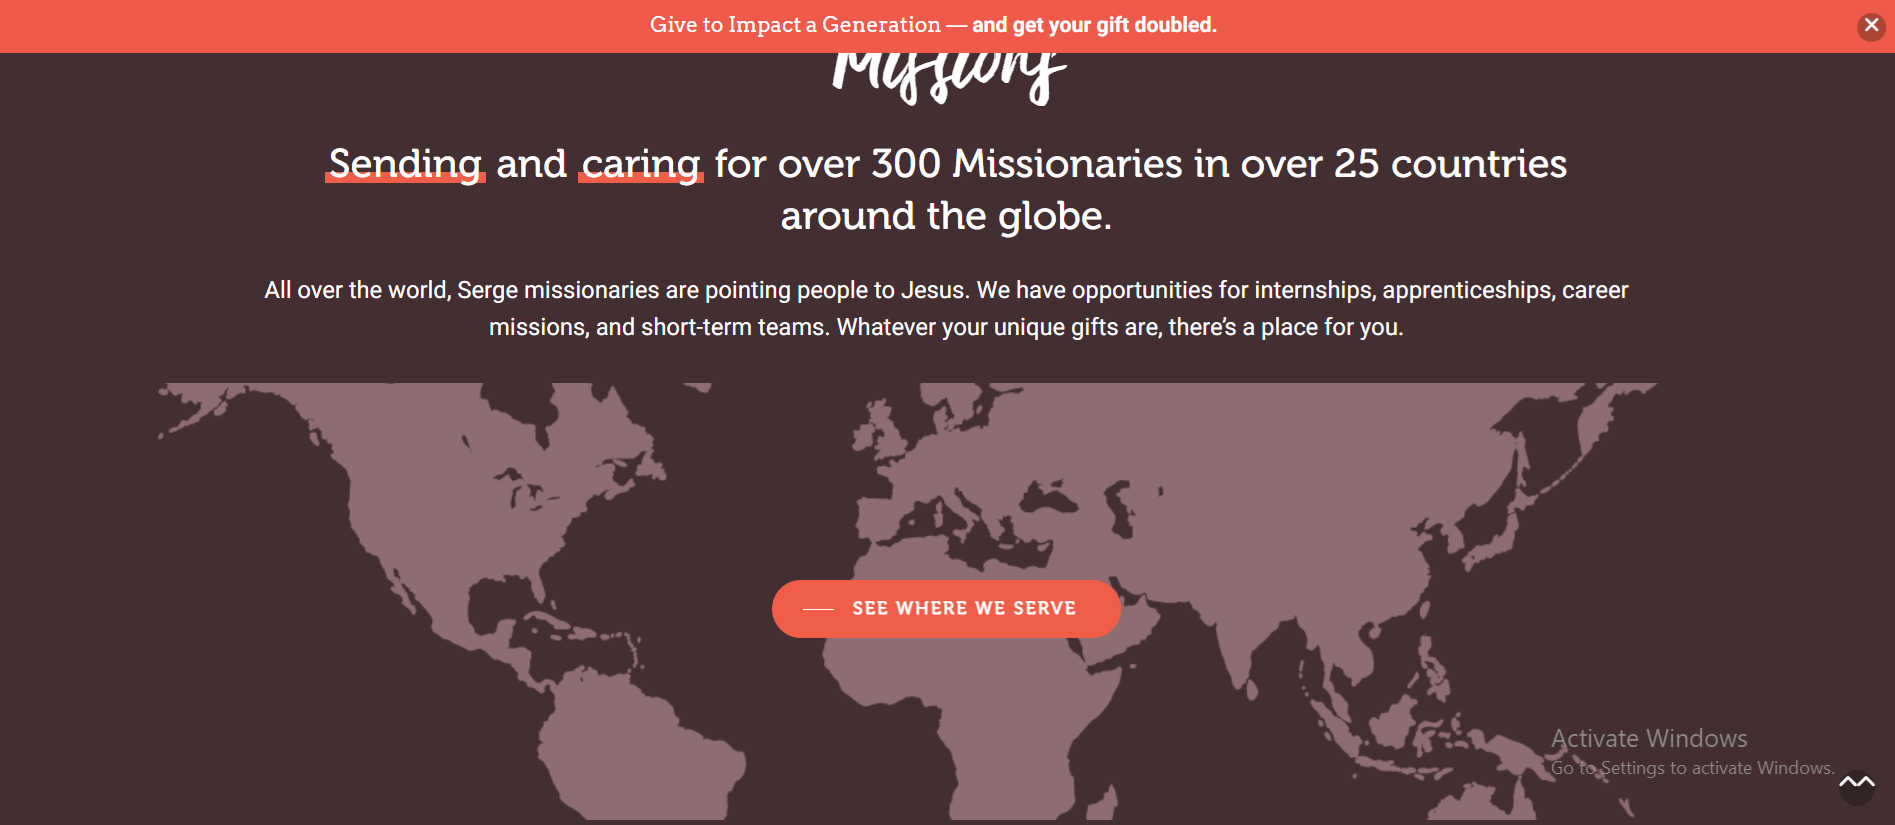 Give to Impact a Generation — and get your gift doubled.
Missions
Sending and caring for over 300 Missionaries in over 25 countries
around the globe.
All over the world, Serge missionaries are pointing people to Jesus. We have opportunities for internships, apprenticeships, career
missions, and short-term teams. Whatever your unique gifts are, there’s a place for you.
SEE WHERE WE SERVE
Activate Windows
Go to Settings to activate Windows.